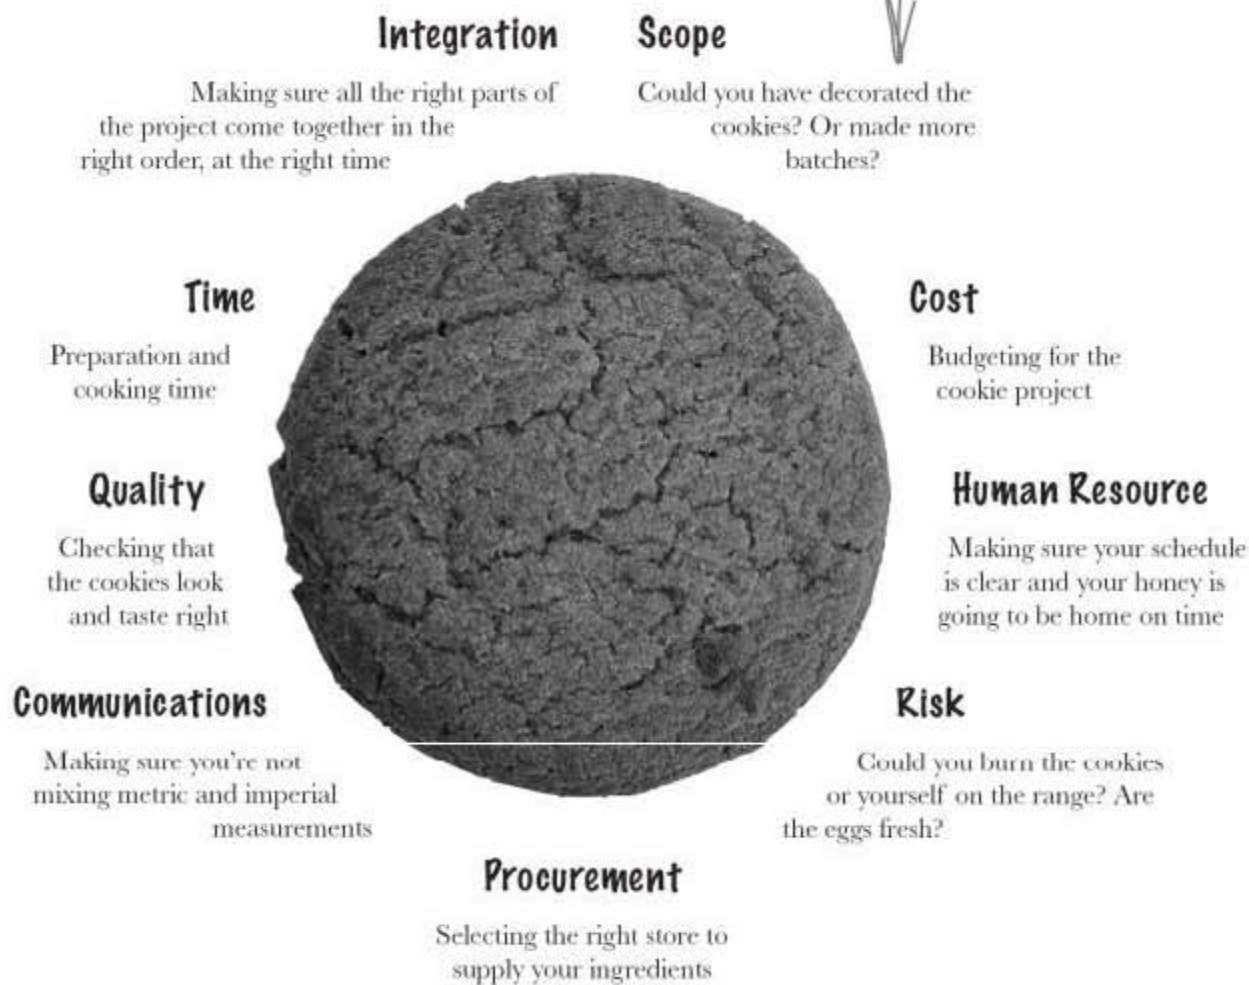 Integration
Making sure all the right parts of
the project come together in the
right order, at the right time
Scope
Could you have decorated the
cookies? Or made more
batches?
Time
Preparation and
cooking time
Cost
Budgeting for the
cookie project
Quality
Checking that
the cookies look
and taste right
Human Resource
Making sure your schedule
is clear and your honey is
going to be home on time
Communications
Making sure you're not
mixing metric and imperial
measurements
Risk
Could you burn the cookies
or yourself on the range? Are
the eggs fresh?
Procurement
Selecting the right store to
supply your ingredients